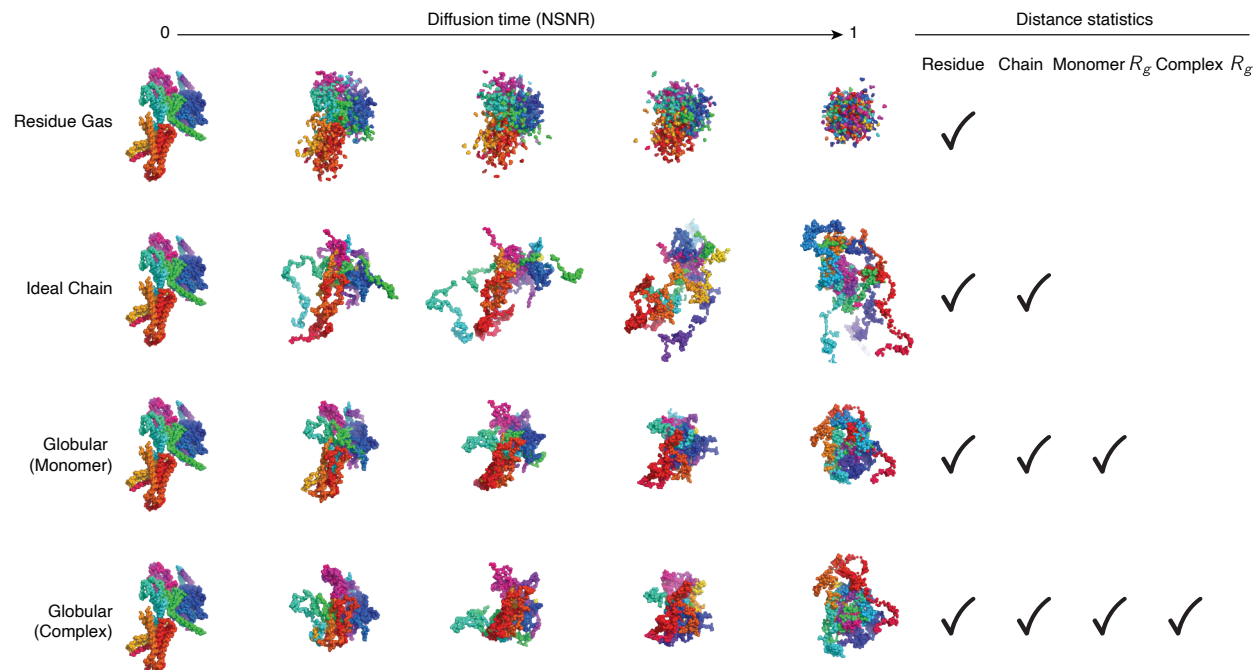 Diffusion time (NSNR)
Distance statistics
0
1
Residue Chain Monomer Rg Complex Rg
Residue Gas
Ideal Chain
Globular
(Monomer)
Globular
(Complex)